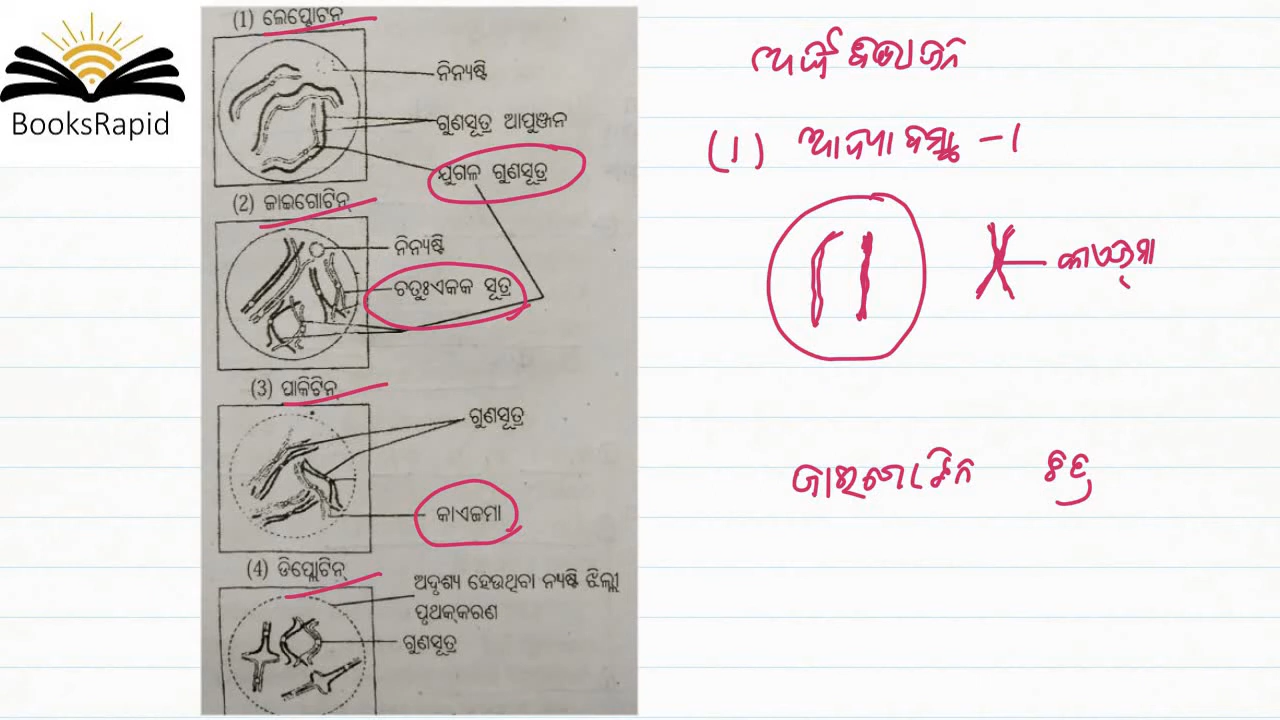 BooksRapid
(1) ଲେପ୍ଟୋଟିନ୍
ନିନ୍ୟଷ୍ଟି
ଗୁଣସୂତ୍ର ଆପୁଞ୍ଜନ
ଯୁଗଳ ଗୁଣସୂତ୍ର
(2) ଜାଇଗୋଟିନ୍
ନିନ୍ୟଷ୍ଟି
ଚତୁଃଏକକ ସୂତ୍ର
(3) ପାକିଟିନ୍
ଗୁଣସୂତ୍ର
କାଏଜମା
(4) ଡିପ୍ଲୋଟିନ୍
ଅଦୃଶ୍ୟ ହେଉଥିବା ନ୍ୟଷ୍ଟି ଝିଲ୍ଲୀ
ପୃଥକ୍‌କରଣ
ଗୁଣସୂତ୍ର
ଅର୍ଦ୍ଧ ବିଭାଜନ
(1) ଆଦ୍ୟାବସ୍ଥା -1
ଜାଇଗୋଟିନ